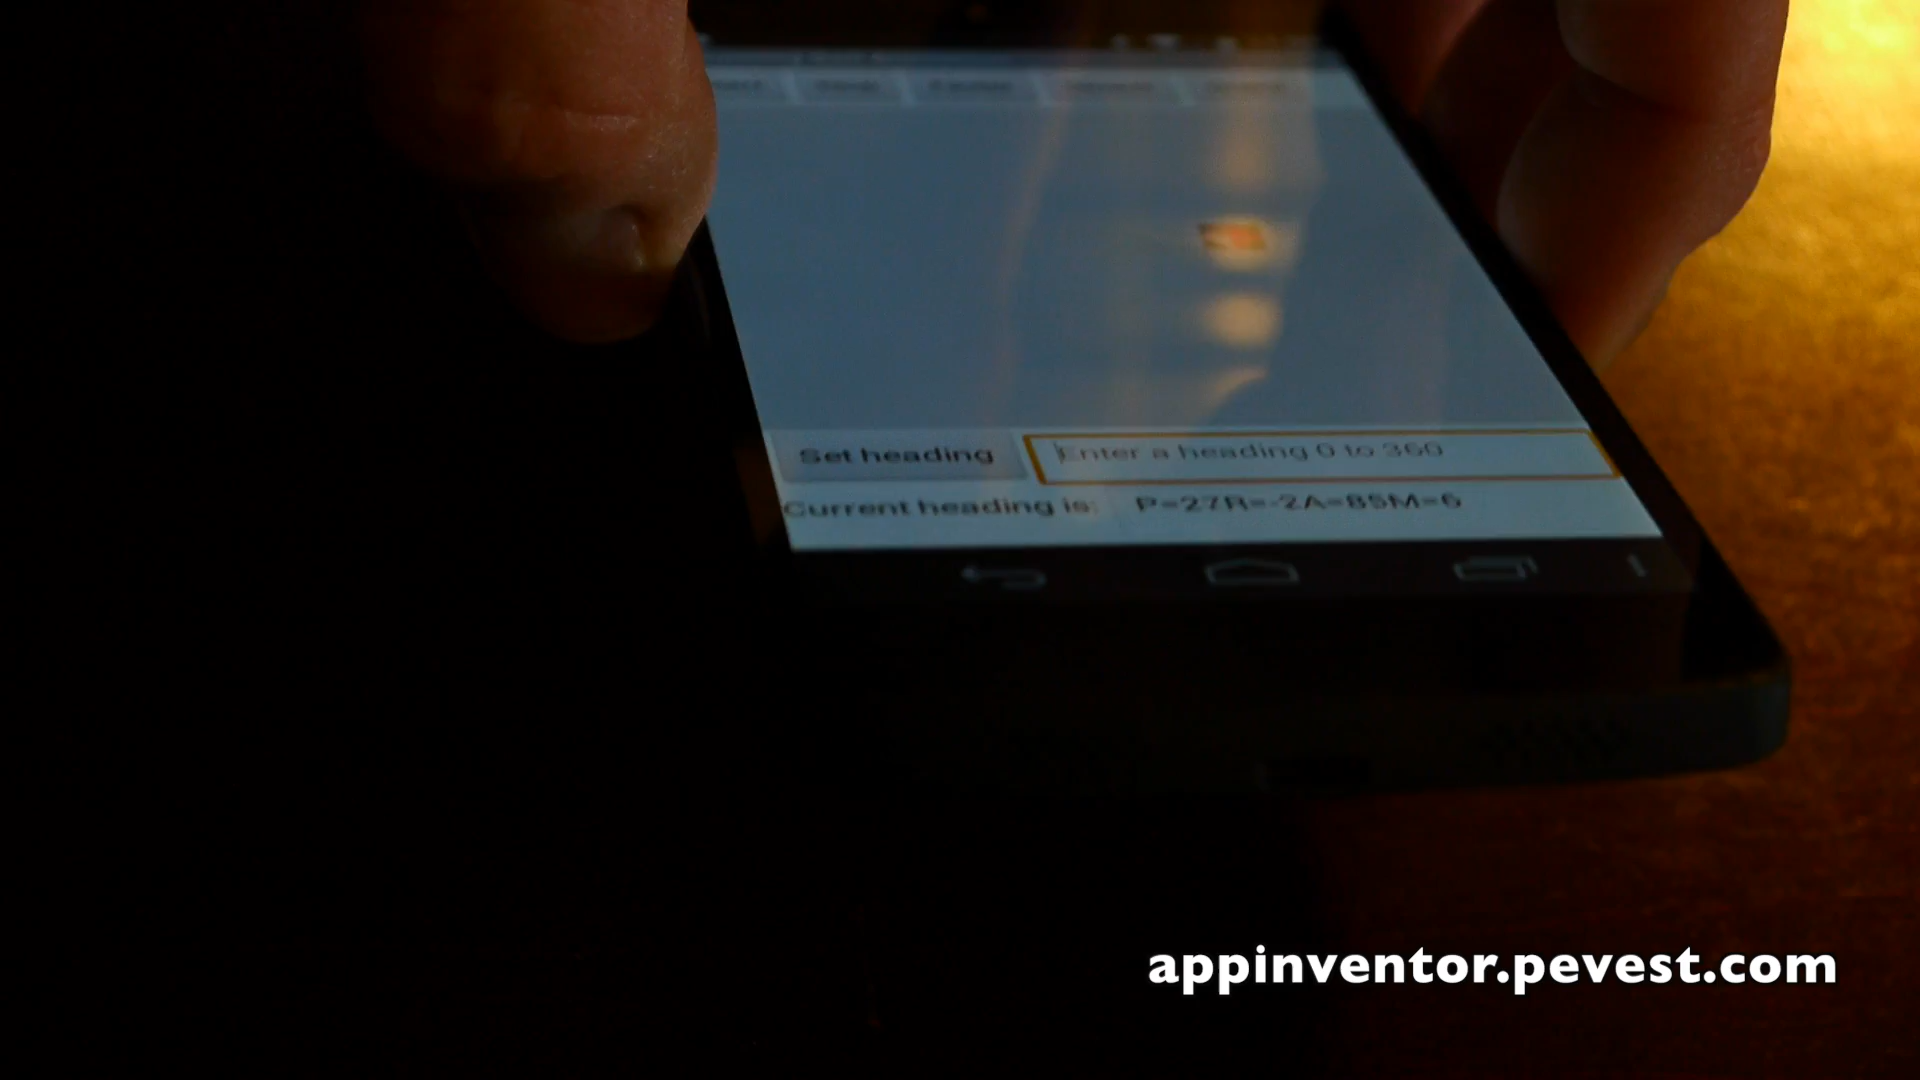 Set heading
Enter a heading 0 to 360
Current heading is: P=27R=-2A=85M=6
appinventor.pevest.com